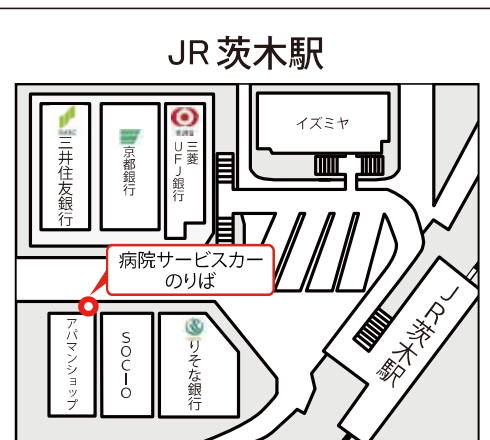 JR茨木駅
イズミヤ
三井住友銀行
京都銀行
三菱
UFJ銀行
病院サービスカー
のりば
アパマンショップ
SOCIO
りそな銀行
JR茨木駅